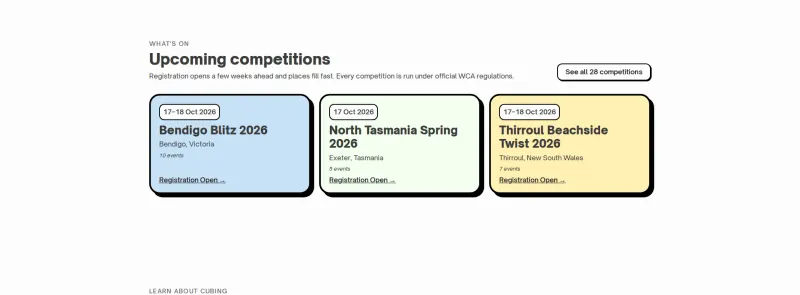 WHAT'S ON
Upcoming competitions
Registration opens a few weeks ahead and places fill fast. Every competition is run under official WCA regulations.
See all 28 competitions
17–18 Oct 2026
Bendigo Blitz 2026
Bendigo, Victoria
10 events
Registration Open →
17 Oct 2026
North Tasmania Spring
2026
Exeter, Tasmania
5 events
Registration Open →
17–18 Oct 2026
Thirroul Beachside
Twist 2026
Thirroul, New South Wales
7 events
Registration Open →
LEARN ABOUT CUBING